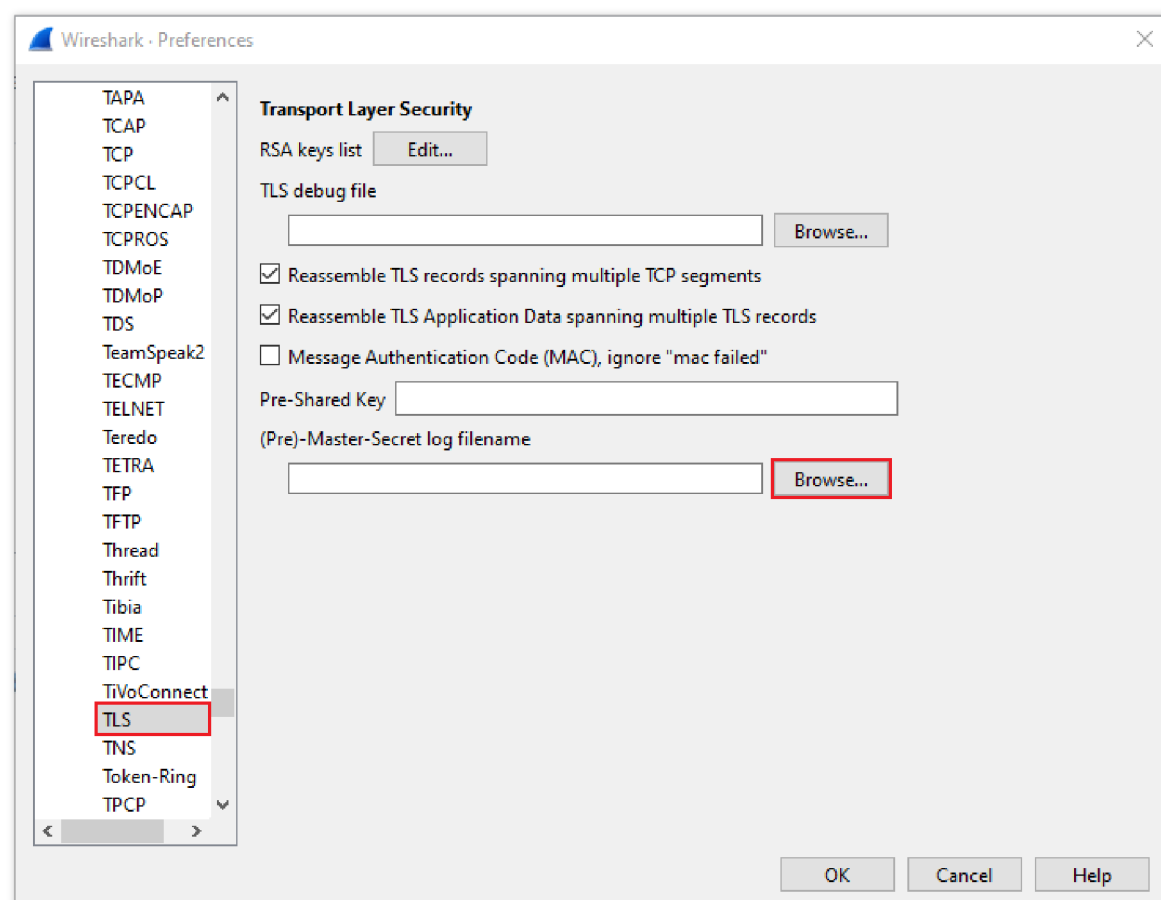 Wireshark · Preferences
TAPA
TCAP
TCP
TCPCL
TCPENCAP
TCPROS
TDMoE
TDMoP
TDS
TeamSpeak2
TECMP
TELNET
Teredo
TETRA
TFP
TFTP
Thread
Thrift
Tibia
TIME
TIPC
TiVoConnect
TLS
TNS
Token-Ring
TPCP
Transport Layer Security
RSA keys list Edit...
TLS debug file
Browse...
Reassemble TLS records spanning multiple TCP segments
Reassemble TLS Application Data spanning multiple TLS records
Message Authentication Code (MAC), ignore "mac failed"
Pre-Shared Key
(Pre)-Master-Secret log filename
Browse...
OK Cancel Help